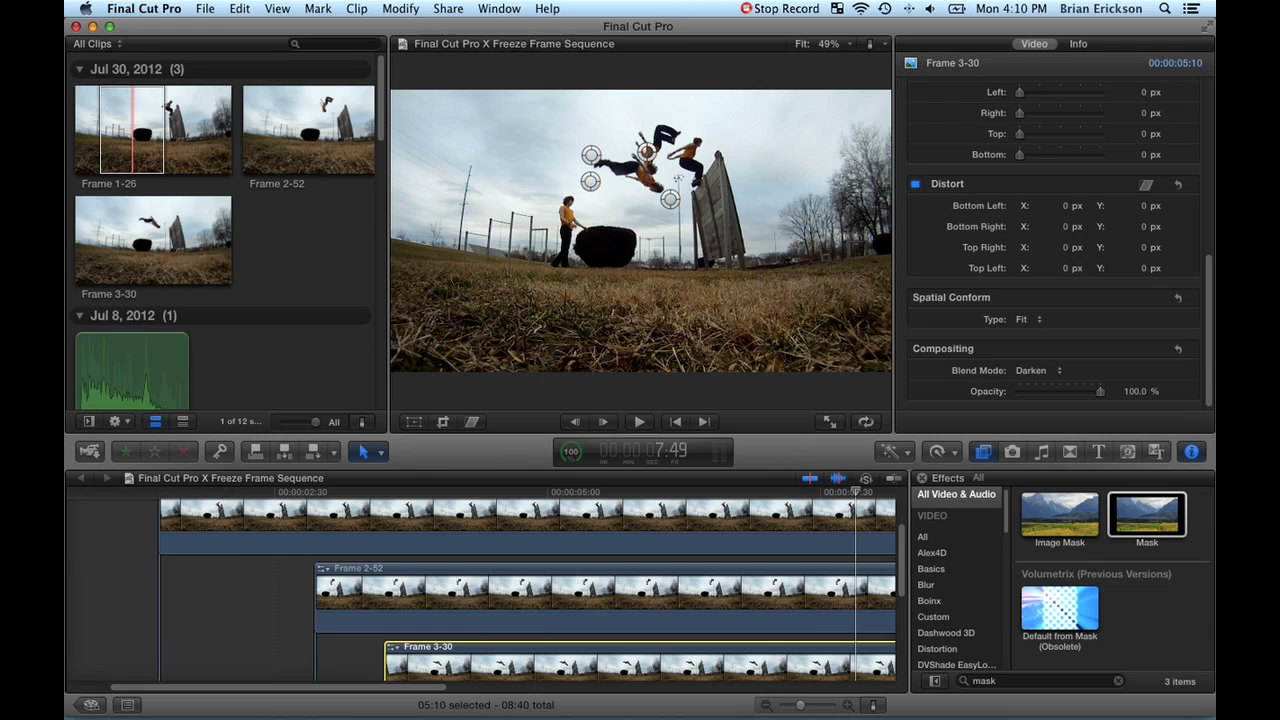 Final Cut Pro File Edit View Mark Clip Modify Share Window Help Stop Record Mon 4:10 PM Brian Erickson
Final Cut Pro
All Clips
Jul 30, 2012 (3)
Frame 1-26
Frame 2-52
Frame 3-30
Jul 8, 2012 (1)
1 of 12 s... All
Final Cut Pro X Freeze Frame Sequence Fit: 49%
Video Info
Frame 3-30 00:00:05:10
Left: 0 px
Right: 0 px
Top: 0 px
Bottom: 0 px
Distort
Bottom Left: X: 0 px Y: 0 px
Bottom Right: X: 0 px Y: 0 px
Top Right: X: 0 px Y: 0 px
Top Left: X: 0 px Y: 0 px
Spatial Conform
Type: Fit
Compositing
Blend Mode: Darken
Opacity: 100.0 %
100 00:00:07:49
HR MIN SEC FR
Final Cut Pro X Freeze Frame Sequence
00:00:02:30 00:00:05:00
Frame 2-52
Frame 3-30
05:10 selected - 08:40 total
Effects All
All Video & Audio
VIDEO
All
Alex4D
Basics
Blur
Boinx
Custom
Dashwood 3D
Distortion
DVShade EasyLo...
Image Mask
Mask
Volumetrix (Previous Versions)
Default from Mask
(Obsolete)
mask 3 items